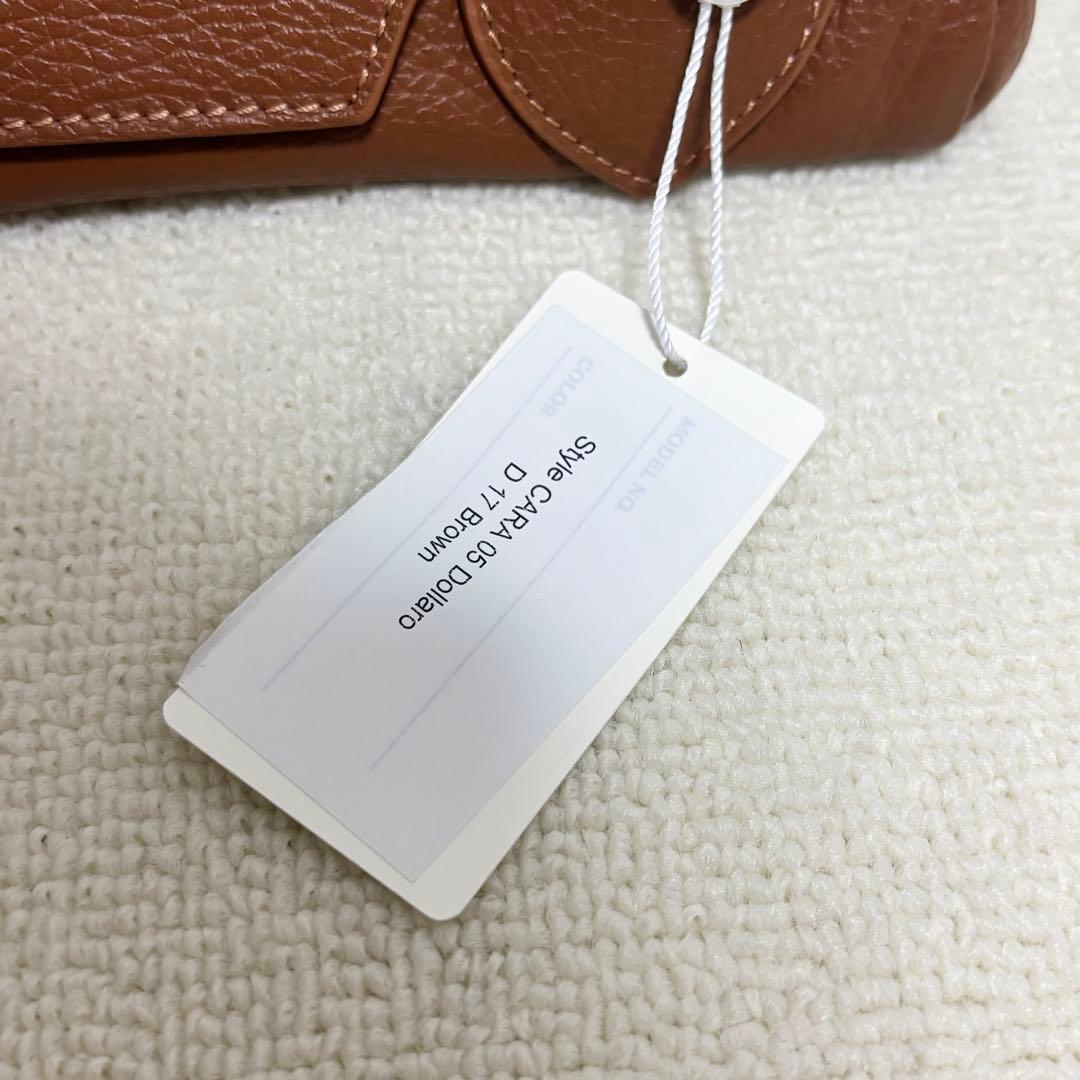 MODEL NO.
COLOR
Style CARA 05 Dollaro
D 17 Brown